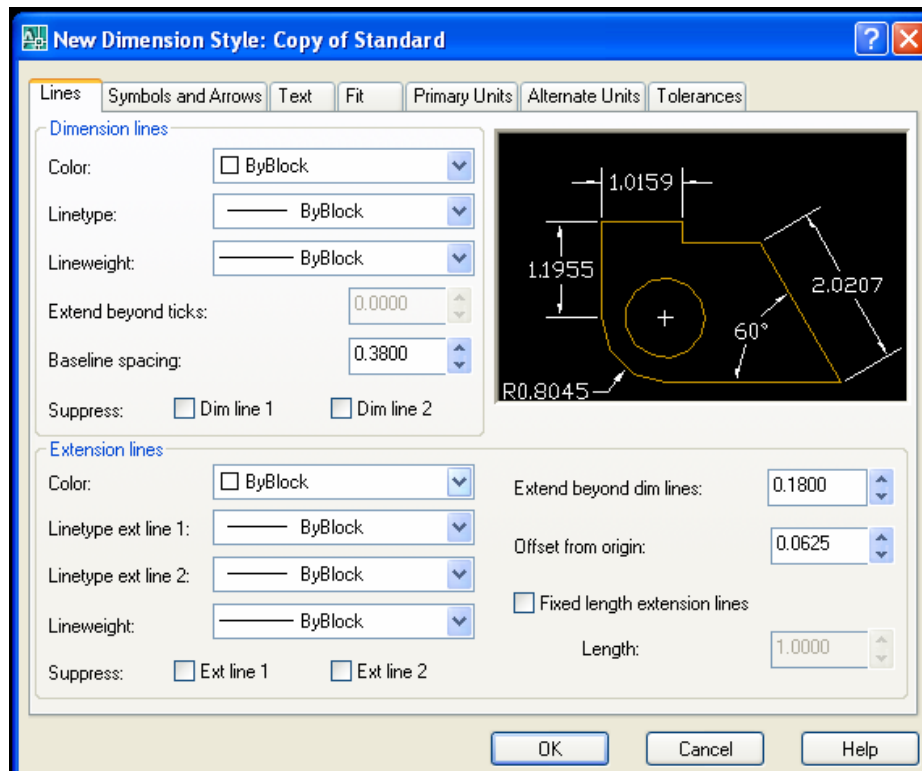 New Dimension Style: Copy of Standard
Lines Symbols and Arrows Text Fit Primary Units Alternate Units Tolerances
Dimension lines
Color: ByBlock
Linetype: ByBlock
Lineweight: ByBlock
Extend beyond ticks: 0.0000
Baseline spacing: 0.3800
Suppress: Dim line 1 Dim line 2
1.0159
1.1955
2.0207
60°
R0.8045
Extension lines
Color: ByBlock
Linetype ext line 1: ByBlock
Linetype ext line 2: ByBlock
Lineweight: ByBlock
Suppress: Ext line 1 Ext line 2
Extend beyond dim lines: 0.1800
Offset from origin: 0.0625
Fixed length extension lines
Length: 1.0000
OK Cancel Help